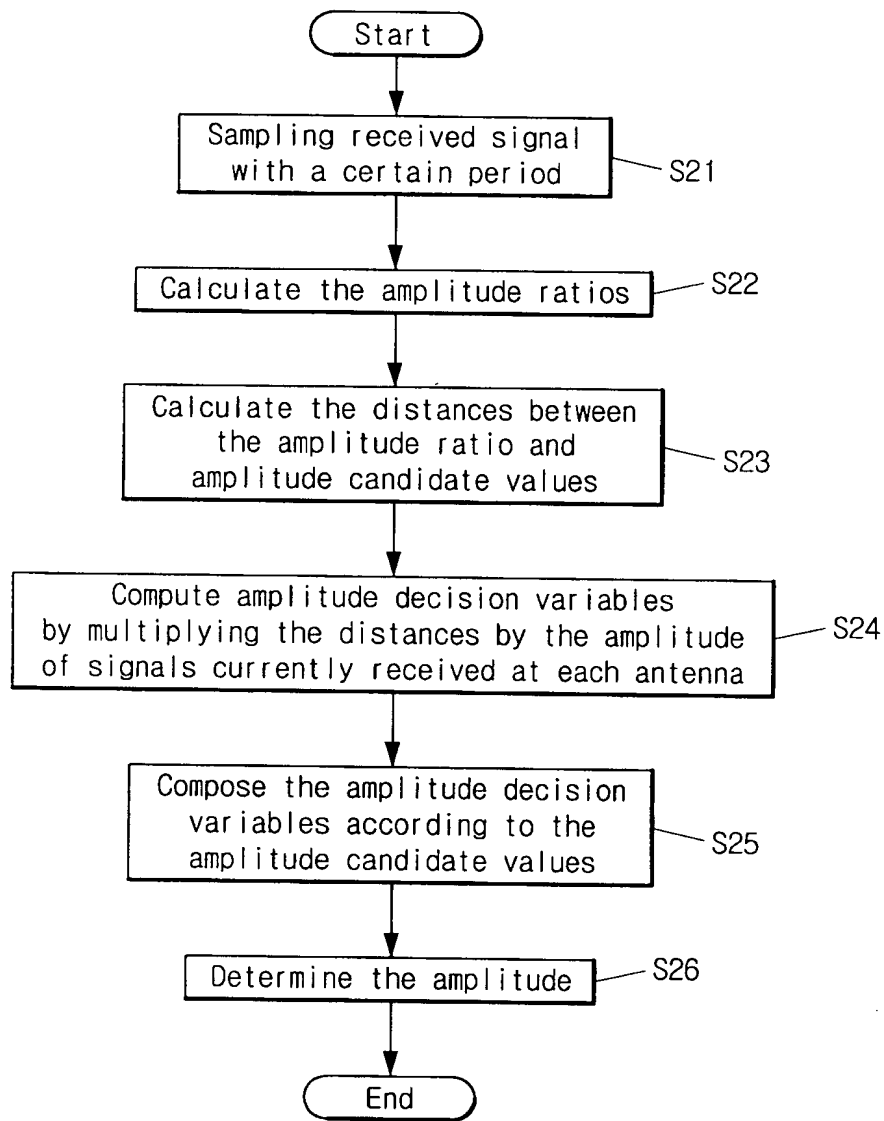 Start
Sampling received signal
with a certain period
S21
Calculate the amplitude ratios
S22
Calculate the distances between
the amplitude ratio and
amplitude candidate values
S23
Compute amplitude decision variables
by multiplying the distances by the amplitude
of signals currently received at each antenna
S24
Compose the amplitude decision
variables according to the
amplitude candidate values
S25
Determine the amplitude
S26
End